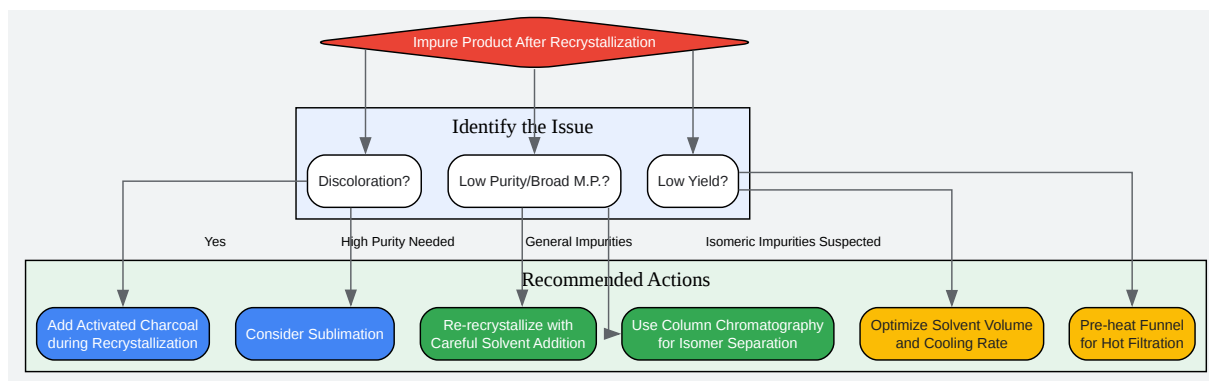 Impure Product After Recrystallization
Identify the Issue
Discoloration?
Low Purity/Broad M.P.?
Low Yield?
Yes
High Purity Needed
General Impurities
Isomeric Impurities Suspected
Recommended Actions
Add Activated Charcoal
during Recrystallization
Consider Sublimation
Re-recrystallize with
Careful Solvent Addition
Use Column Chromatography
for Isomer Separation
Optimize Solvent Volume
and Cooling Rate
Pre-heat Funnel
for Hot Filtration